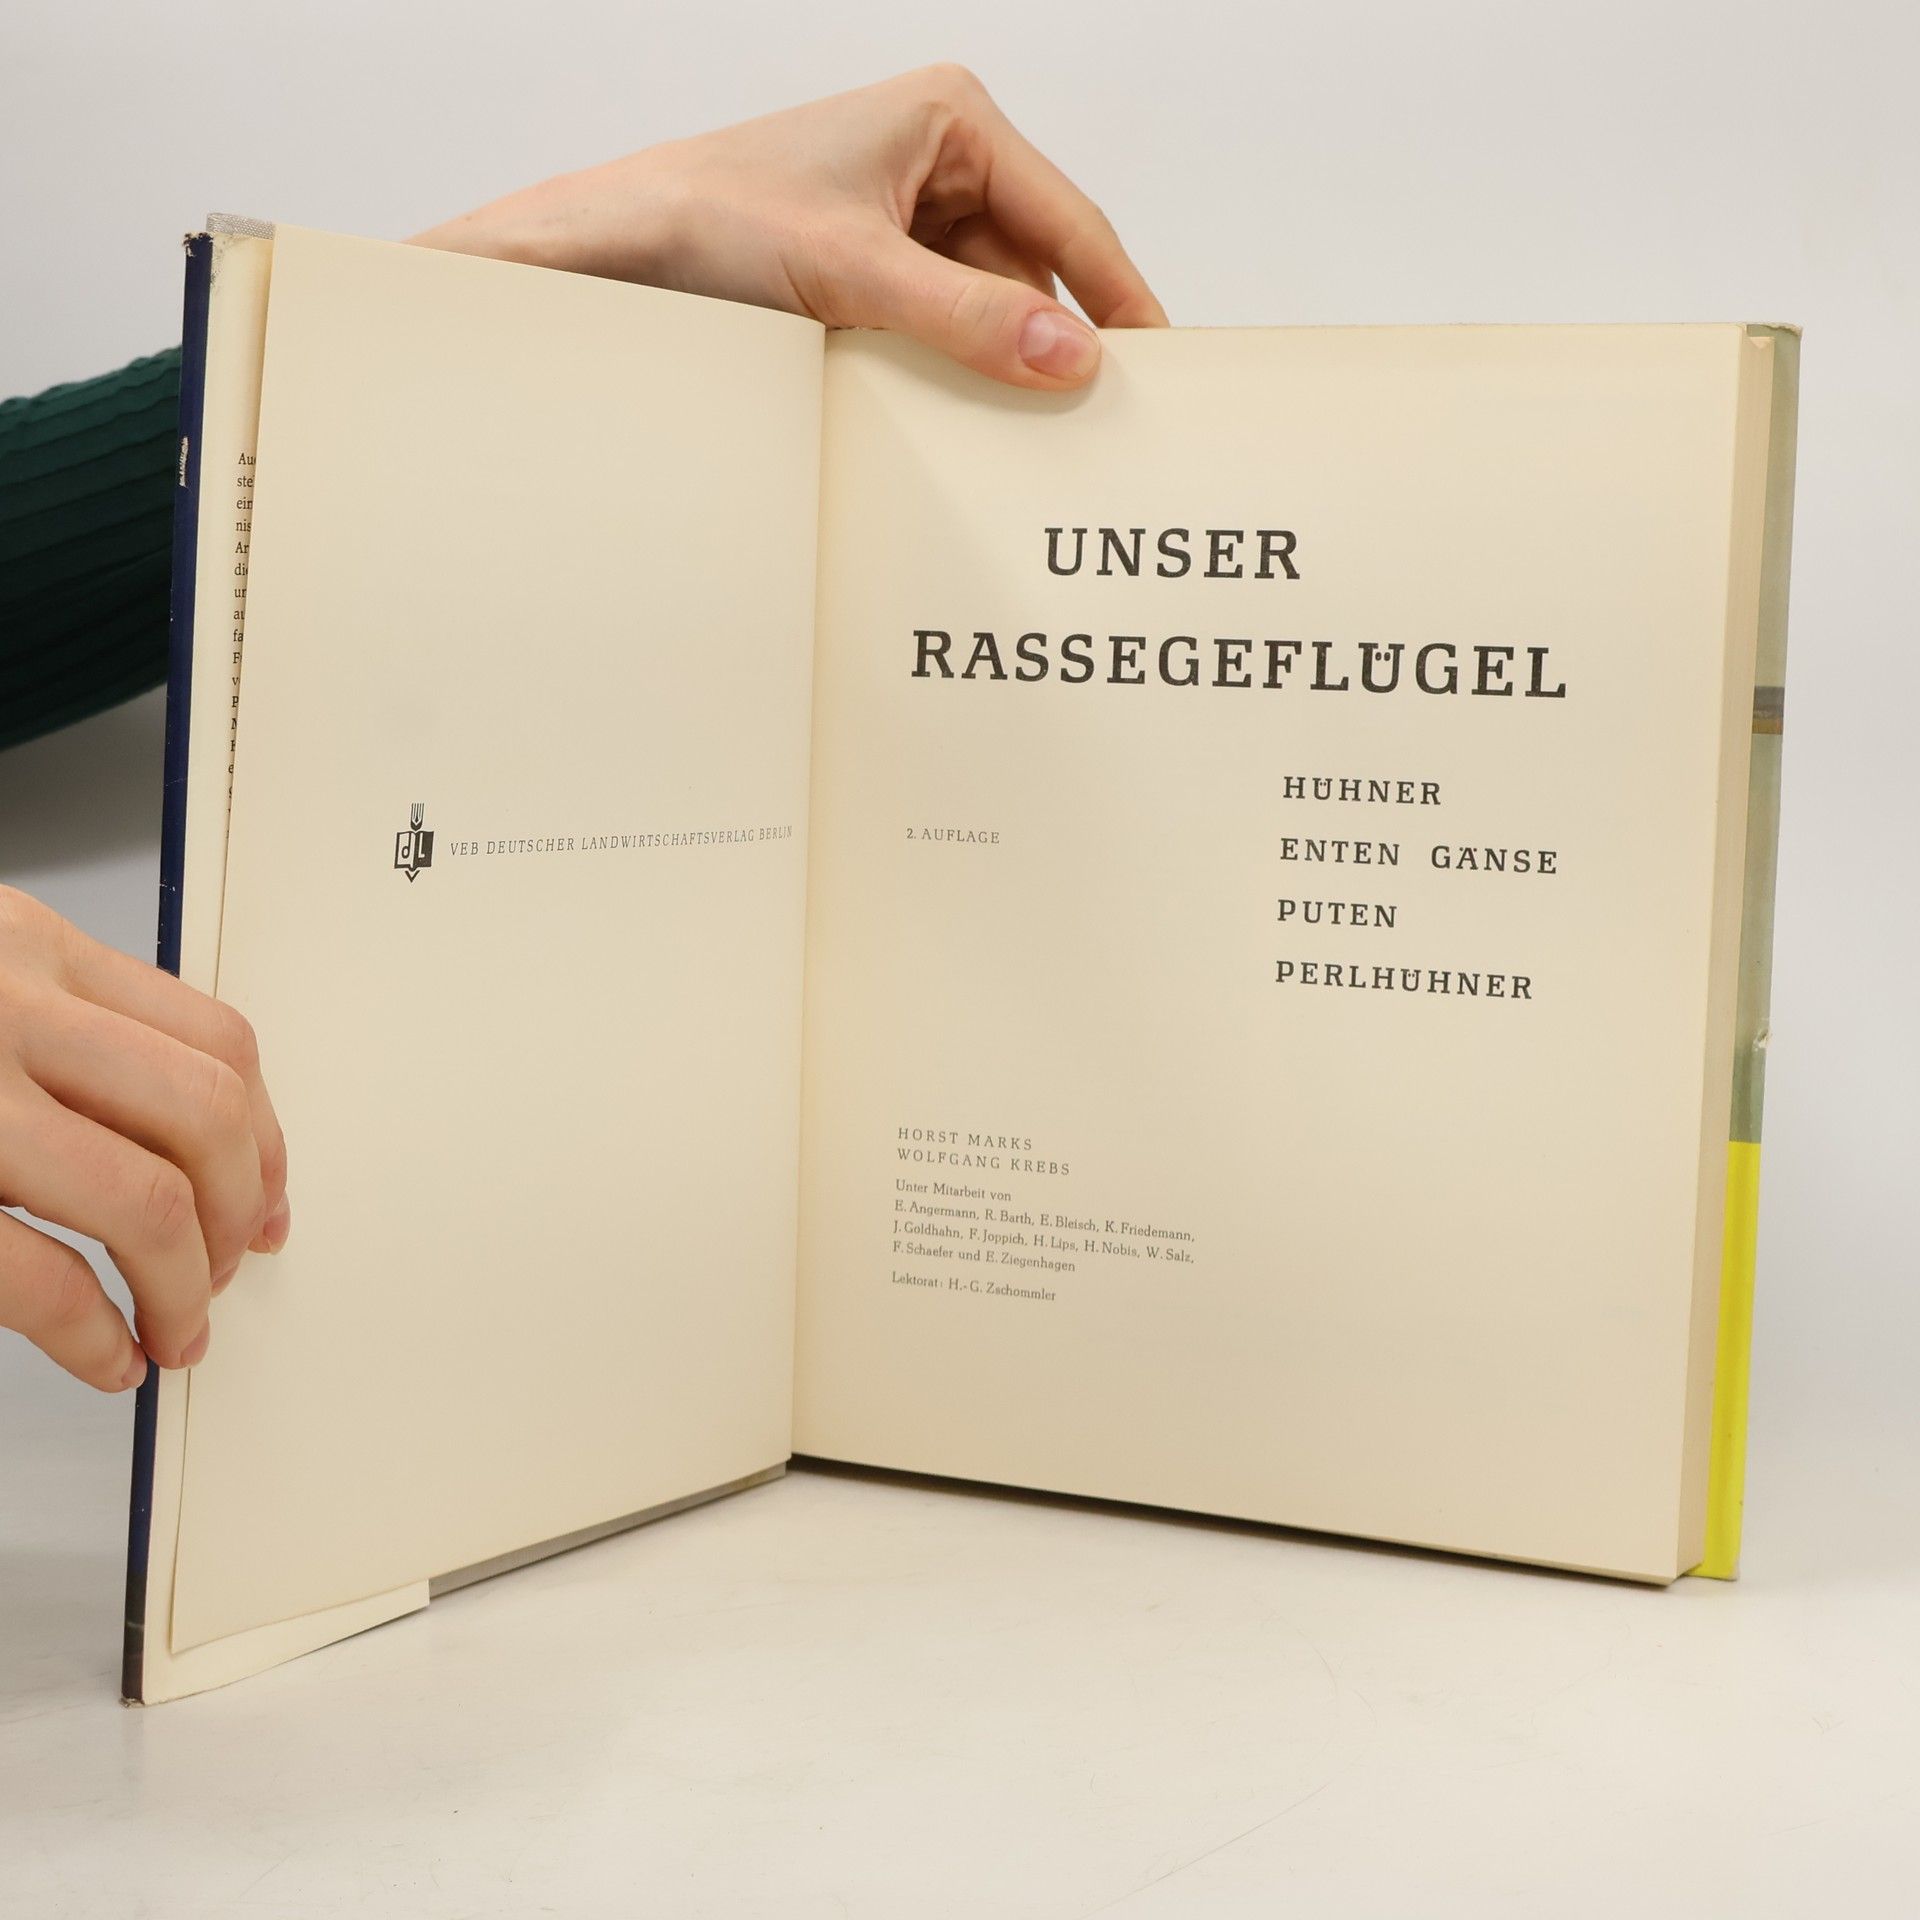 VEB DEUTSCHER LANDWIRTSCHAFTSVERLAG BERLIN
UNSER
RASSEGEFLÜGEL
HÜHNER
2. AUFLAGE
ENTEN GÄNSE
PUTEN
PERLHÜHNER
HORST MARKS
WOLFGANG KREBS
Unter Mitarbeit von
E. Angermann, R. Barth, E. Bleisch, K. Friedemann,
J. Goldhahn, F. Joppich, H. Lips, H. Nobis, W. Salz,
F. Schaefer und E. Ziegenhagen
Lektorat: H.-G. Zschommler